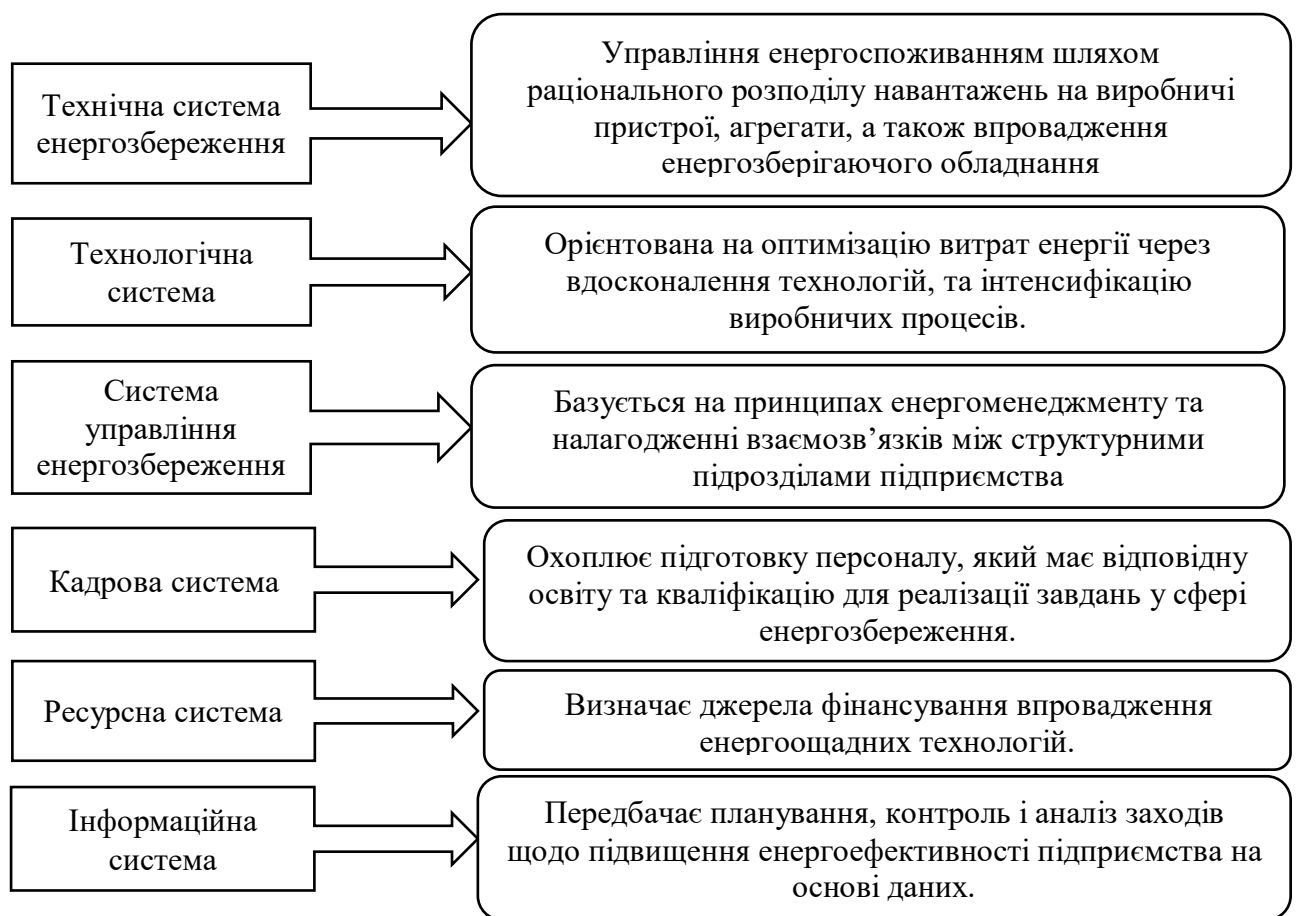 Технічна система
енергозбереження
Управління енергоспоживанням шляхом
раціонального розподілу навантажень на виробничі
пристрої, агрегати, а також впровадження
енергозберігаючого обладнання
Технологічна
система
Орієнтована на оптимізацію витрат енергії через
вдосконалення технологій, та інтенсифікацію
виробничих процесів.
Система
управління
енергозбереження
Базується на принципах енергоменеджменту та
налагодженні взаємозв’язків між структурними
підрозділами підприємства
Кадрова система
Охоплює підготовку персоналу, який має відповідну
освіту та кваліфікацію для реалізації завдань у сфері
енергозбереження.
Ресурсна система
Визначає джерела фінансування впровадження
енергоощадних технологій.
Інформаційна
система
Передбачає планування, контроль і аналіз заходів
щодо підвищення енергоефективності підприємства на
основі даних.